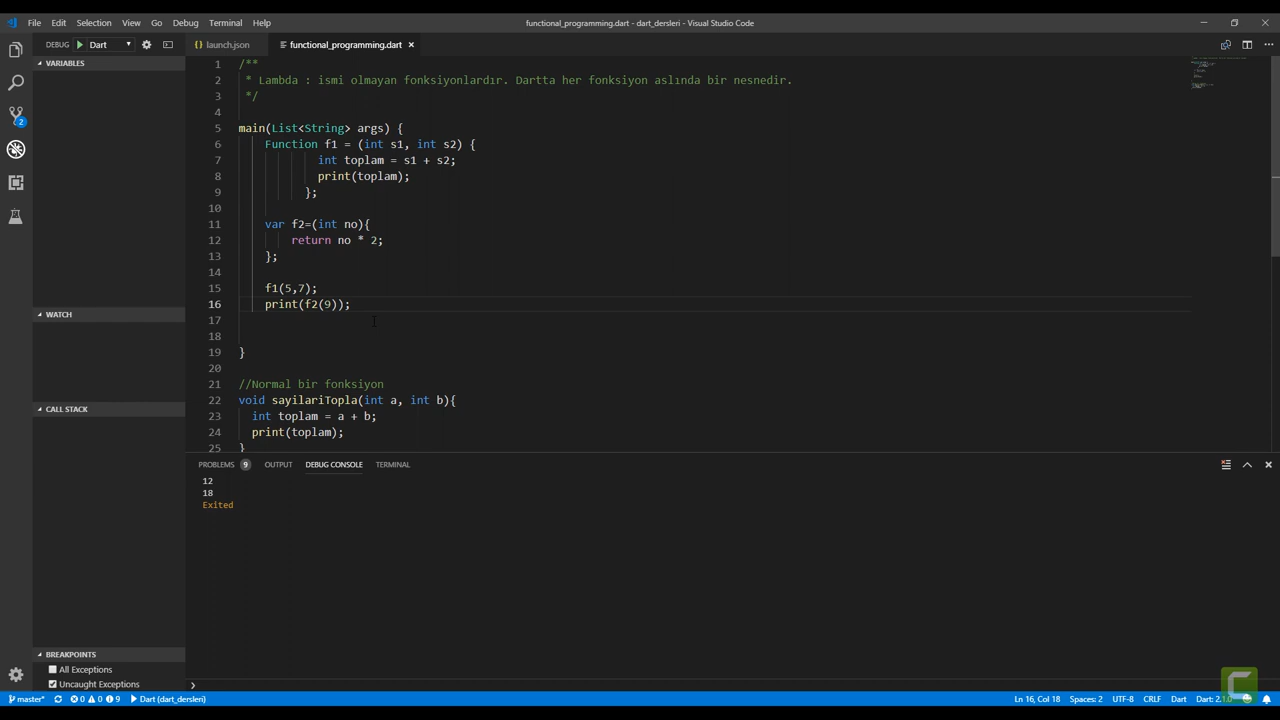 File Edit Selection View Go Debug Terminal Help
functional_programming.dart - dart_dersleri - Visual Studio Code
DEBUG Dart
launch.json
functional_programming.dart
VARIABLES
WATCH
CALL STACK
BREAKPOINTS
All Exceptions
Uncaught Exceptions
2
1 /**
2 * Lambda : ismi olmayan fonksiyonlardır. Dartta her fonksiyon aslında bir nesnedir.
3 */
4
5 main(List<String> args) {
6 Function f1 = (int s1, int s2) {
7 int toplam = s1 + s2;
8 print(toplam);
9 };
10
11 var f2=(int no){
12 return no * 2;
13 };
14
15 f1(5,7);
16 print(f2(9));
17
18
19 }
20
21 //Normal bir fonksiyon
22 void sayilariTopla(int a, int b){
23 int toplam = a + b;
24 print(toplam);
25 }
PROBLEMS 9 OUTPUT DEBUG CONSOLE TERMINAL
12
18
Exited
master* 0 0 9 Dart (dart_dersleri) Ln 16, Col 18 Spaces: 2 UTF-8 CRLF Dart